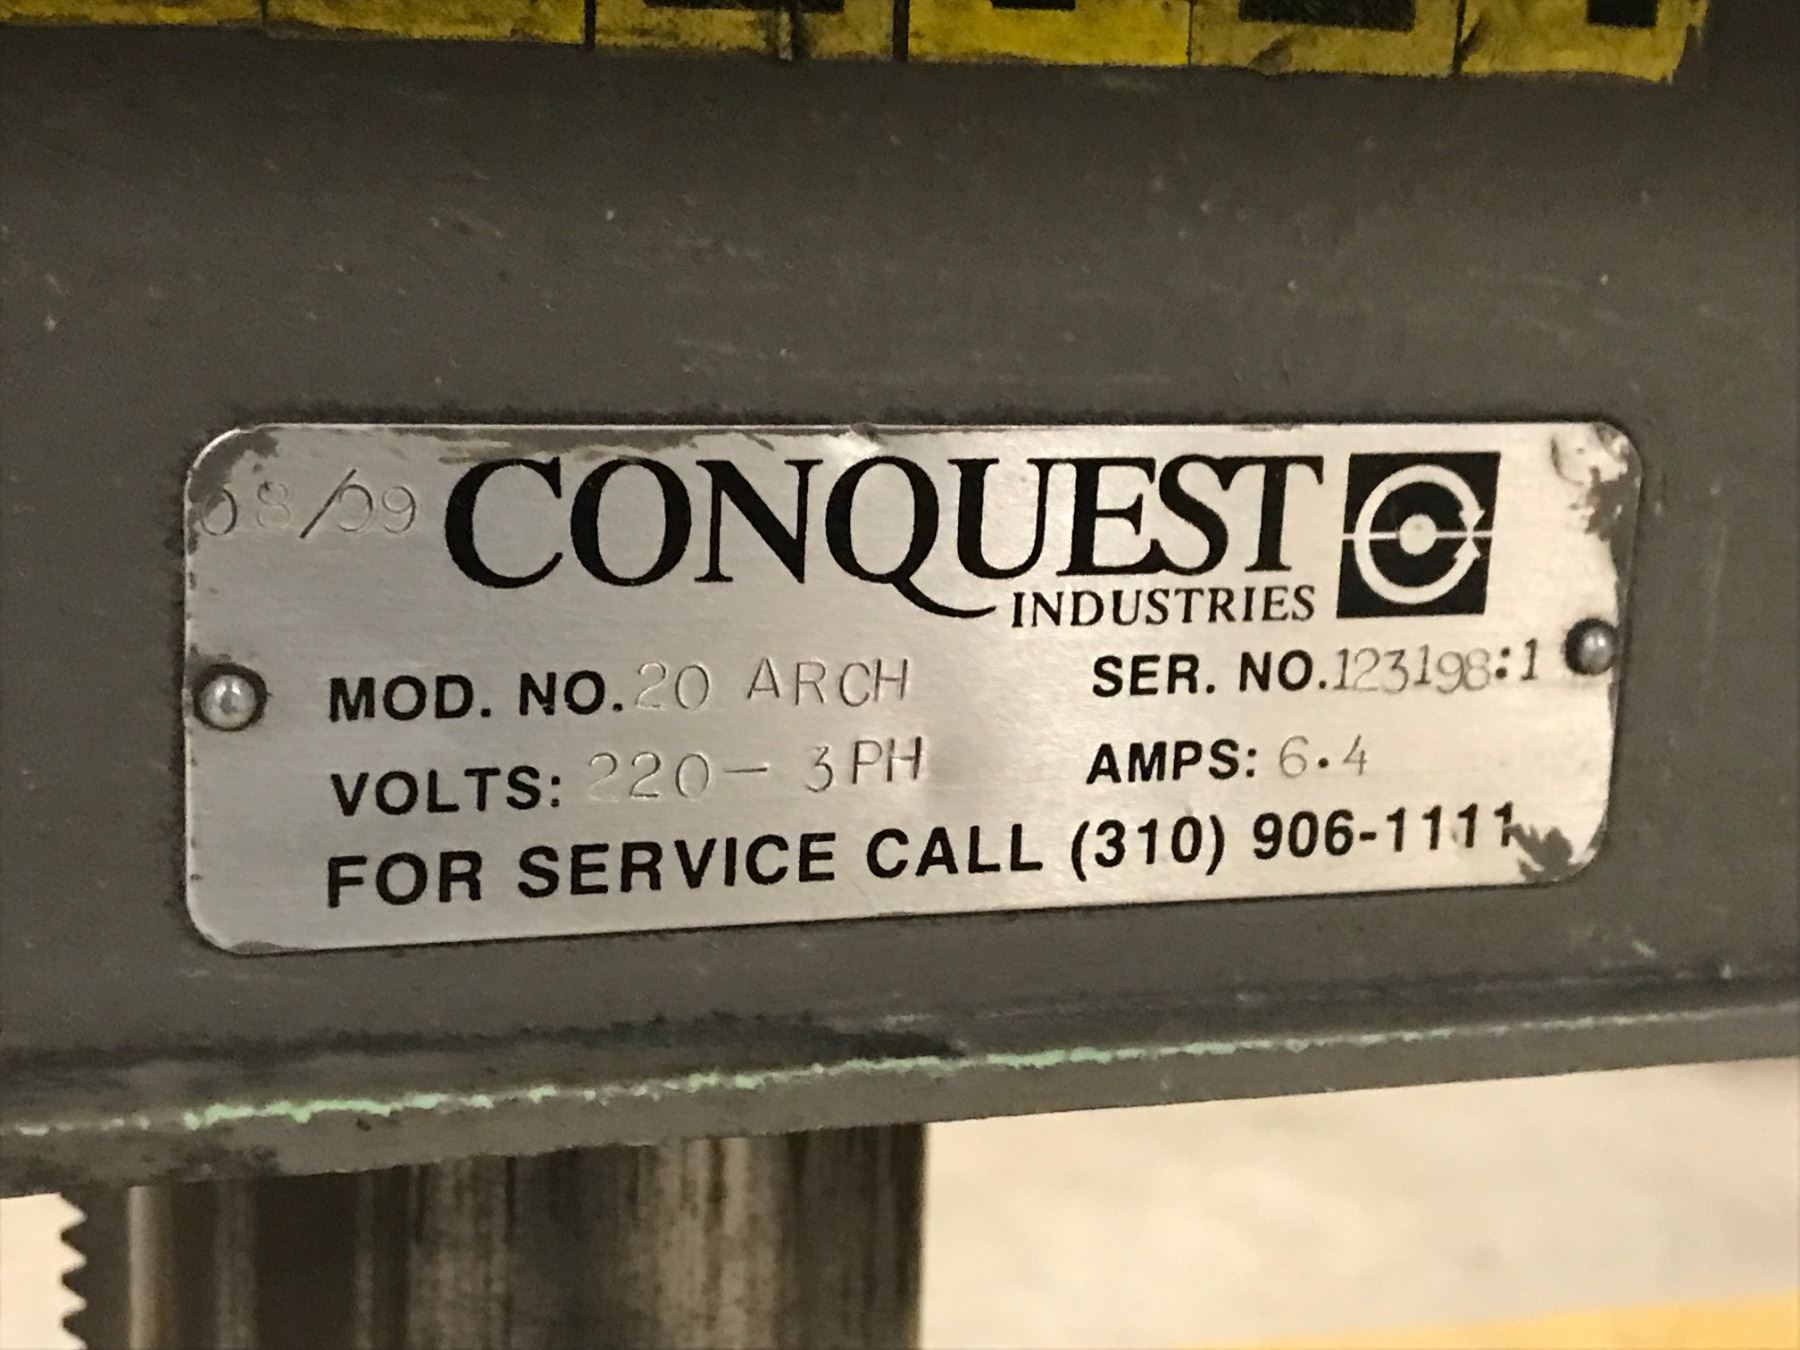 08/09 CONQUEST
INDUSTRIES
MOD. NO. 20 ARCH SER. NO. 123198:1
VOLTS: 220 - 3PH AMPS: 6.4
FOR SERVICE CALL (310) 906-1111